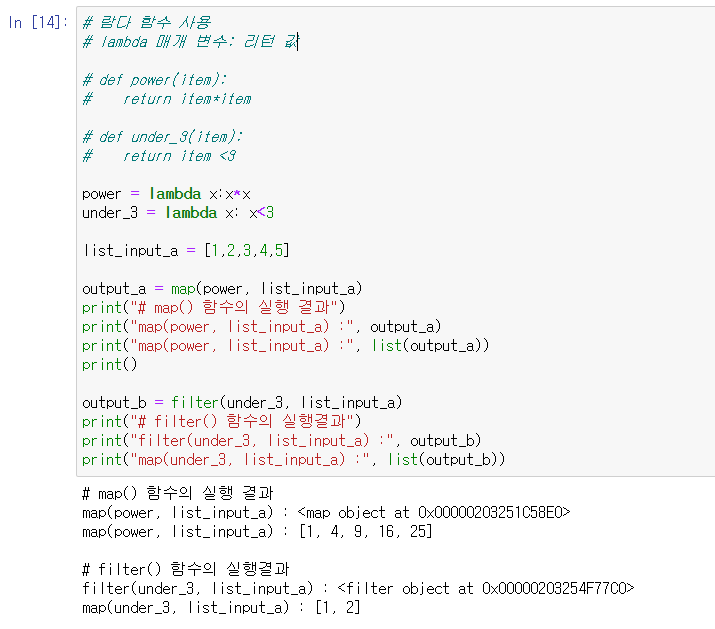 In [14]:
# 람다 함수 사용
# lambda 매개 변수: 리턴 값
# def power(item):
#    return item*item
# def under_3(item):
#    return item <3
power = lambda x:x*x
under_3 = lambda x: x<3
list_input_a = [1,2,3,4,5]
output_a = map(power, list_input_a)
print("# map() 함수의 실행 결과")
print("map(power, list_input_a) :", output_a)
print("map(power, list_input_a) :", list(output_a))
print()
output_b = filter(under_3, list_input_a)
print("# filter() 함수의 실행결과")
print("filter(under_3, list_input_a) :", output_b)
print("map(under_3, list_input_a) :", list(output_b))
# map() 함수의 실행 결과
map(power, list_input_a) : <map object at 0x00000203251C58E0>
map(power, list_input_a) : [1, 4, 9, 16, 25]
# filter() 함수의 실행결과
filter(under_3, list_input_a) : <filter object at 0x00000203254F77C0>
map(under_3, list_input_a) : [1, 2]